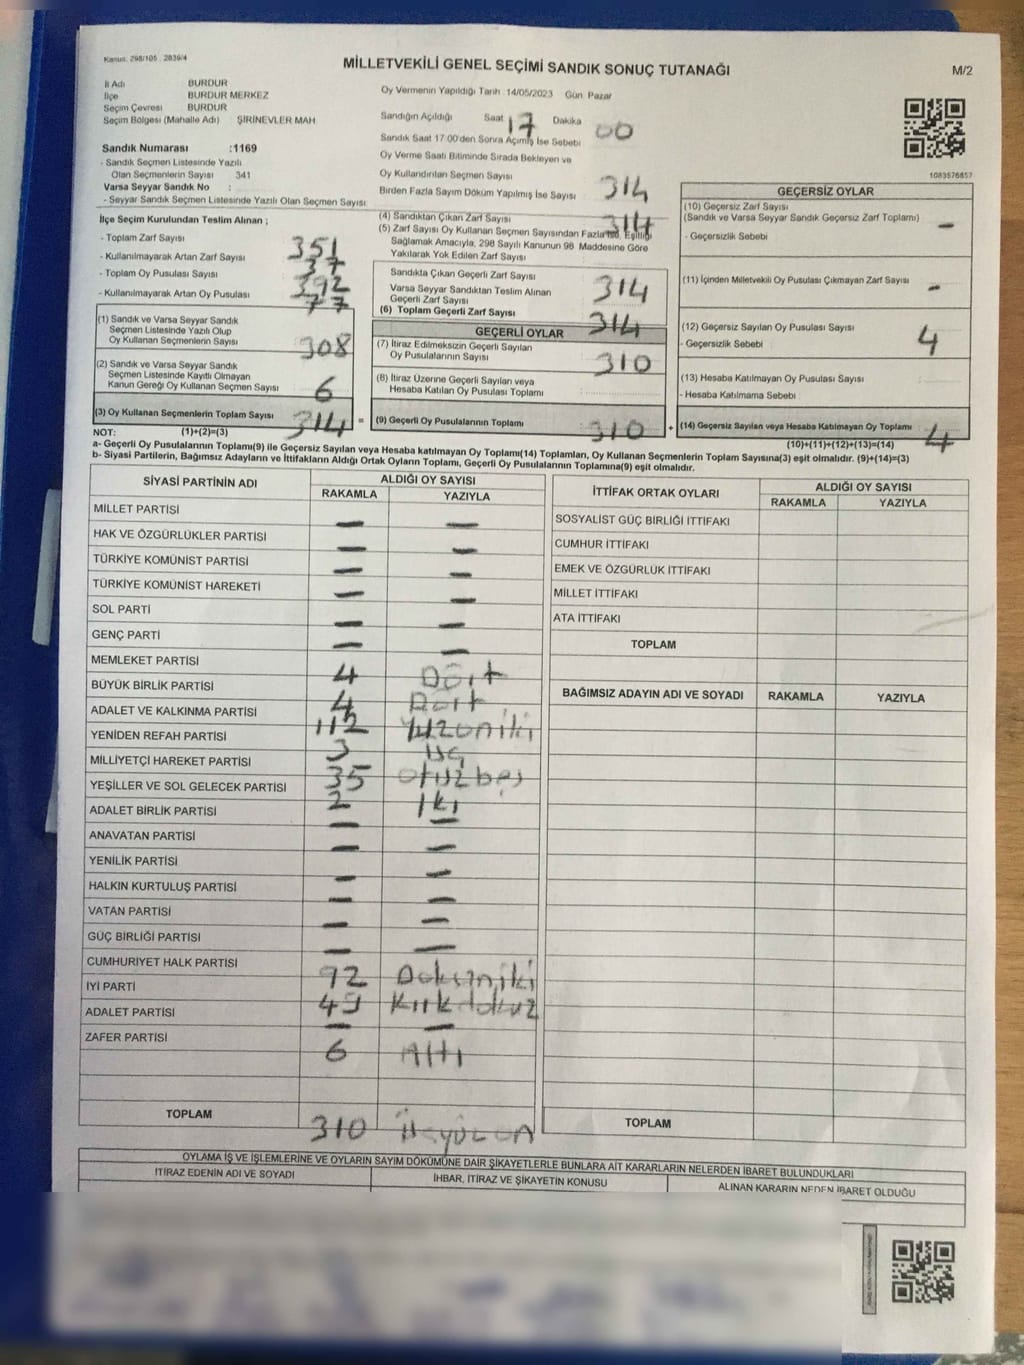 Kanun. 298/105 . 2839/4
MİLLETVEKİLİ GENEL SEÇİMİ SANDIK SONUÇ TUTANAĞI
M/2
İl Adı BURDUR
İlçe BURDUR MERKEZ
Seçim Çevresi BURDUR
Seçim Bölgesi (Mahalle Adı) ŞİRİNEVLER MAH.
Sandık Numarası :1169
- Sandık Seçmen Listesinde Yazılı
Olan Seçmenlerin Sayısı 341
Varsa Seyyar Sandık No :
- Seyyar Sandık Seçmen Listesinde Yazılı Olan Seçmen Sayısı
Oy Vermenin Yapıldığı Tarih 14/05/2023 Gün Pazar
Sandığın Açıldığı Saat 17 Dakika 00
Sandık Saat 17:00'den Sonra Açılmış İse Sebebi
Oy Verme Saati Bitiminde Sırada Bekleyen ve
Oy Kullandırılan Seçmen Sayısı
Birden Fazla Sayım Döküm Yapılmış İse Sayısı 314
1083576857
İlçe Seçim Kurulundan Teslim Alınan ;
- Toplam Zarf Sayısı 351
- Kullanılmayarak Artan Zarf Sayısı 37
- Toplam Oy Pusulası Sayısı 392
- Kullanılmayarak Artan Oy Pusulası 77
(1) Sandık ve Varsa Seyyar Sandık
Seçmen Listesinde Yazılı Olup
Oy Kullanan Seçmenlerin Sayısı 308
(2) Sandık ve Varsa Seyyar Sandık
Seçmen Listesinde Kayıtlı Olmayan
Kanun Gereği Oy Kullanan Seçmen Sayısı 6
(3) Oy Kullanan Seçmenlerin Toplam Sayısı 314 =
(4) Sandıktan Çıkan Zarf Sayısı 314
(5) Zarf Sayısı Oy Kullanan Seçmen Sayısından Fazla ise, Eşitliği
Sağlamak Amacıyla, 298 Sayılı Kanunun 98 Maddesine Göre
Yakılarak Yok Edilen Zarf Sayısı
Sandıkta Çıkan Geçerli Zarf Sayısı
Varsa Seyyar Sandıktan Teslim Alınan
Geçerli Zarf Sayısı 314
(6) Toplam Geçerli Zarf Sayısı 314
GEÇERLİ OYLAR
(7) İtiraz Edilmeksizin Geçerli Sayılan
Oy Pusulalarının Sayısı 310
(8) İtiraz Üzerine Geçerli Sayılan veya
Hesaba Katılan Oy Pusulası Toplamı
(9) Geçerli Oy Pusulalarının Toplamı 310 +
GEÇERSİZ OYLAR
(10) Geçersiz Zarf Sayısı
(Sandık ve Varsa Seyyar Sandık Geçersiz Zarf Toplamı) -
- Geçersizlik Sebebi
(11) İçinden Milletvekili Oy Pusulası Çıkmayan Zarf Sayısı -
(12) Geçersiz Sayılan Oy Pusulası Sayısı 4
- Geçersizlik Sebebi
(13) Hesaba Katılmayan Oy Pusulası Sayısı
- Hesaba Katılmama Sebebi
(14) Geçersiz Sayılan veya Hesaba Katılmayan Oy Toplamı 4
NOT: (1)+(2)=(3) (10)+(11)+(12)+(13)=(14)
a- Geçerli Oy Pusulalarının Toplamı(9) ile Geçersiz Sayılan veya Hesaba katılmayan Oy Toplamı(14) Toplamları, Oy Kullanan Seçmenlerin Toplam Sayısına(3) eşit olmalıdır. (9)+(14)=(3)
b- Siyasi Partilerin, Bağımsız Adayların ve İttifakların Aldığı Ortak Oyların Toplamı, Geçerli Oy Pusulalarının Toplamına(9) eşit olmalıdır.
SİYASİ PARTİNİN ADI ALDIĞI OY SAYISI
RAKAMLA YAZIYLA
MİLLET PARTİSİ - -
HAK VE ÖZGÜRLÜKLER PARTİSİ - -
TÜRKİYE KOMÜNİST PARTİSİ - -
TÜRKİYE KOMÜNİST HAREKETİ - -
SOL PARTİ - -
GENÇ PARTİ - -
MEMLEKET PARTİSİ 4 Dört
BÜYÜK BİRLİK PARTİSİ 4 Dört
ADALET VE KALKINMA PARTİSİ 112 Yüzoniki
YENİDEN REFAH PARTİSİ 3 Üç
MİLLİYETÇİ HAREKET PARTİSİ 35 otuzbeş
YEŞİLLER VE SOL GELECEK PARTİSİ 2 İki
ADALET BİRLİK PARTİSİ - -
ANAVATAN PARTİSİ - -
YENİLİK PARTİSİ - -
HALKIN KURTULUŞ PARTİSİ - -
VATAN PARTİSİ - -
GÜÇ BİRLİĞİ PARTİSİ - -
CUMHURİYET HALK PARTİSİ 92 Doksaniki
İYİ PARTİ 49 Kırkdokuz
ADALET PARTİSİ - -
ZAFER PARTİSİ 6 Altı
TOPLAM 310 Üçyüzon
İTTİFAK ORTAK OYLARI ALDIĞI OY SAYISI
RAKAMLA YAZIYLA
SOSYALİST GÜÇ BİRLİĞİ İTTİFAKI
CUMHUR İTTİFAKI
EMEK VE ÖZGÜRLÜK İTTİFAKI
MİLLET İTTİFAKI
ATA İTTİFAKI
TOPLAM
BAĞIMSIZ ADAYIN ADI VE SOYADI RAKAMLA YAZIYLA
TOPLAM
OYLAMA İŞ VE İŞLEMLERİNE VE OYLARIN SAYIM DÖKÜMÜNE DAİR ŞİKAYETLERLE BUNLARA AİT KARARLARIN NELERDEN İBARET BULUNDUKLARI
İTİRAZ EDENİN ADI VE SOYADI İHBAR, İTİRAZ VE ŞİKAYETİN KONUSU ALINAN KARARIN NEDEN İBARET OLDUĞU